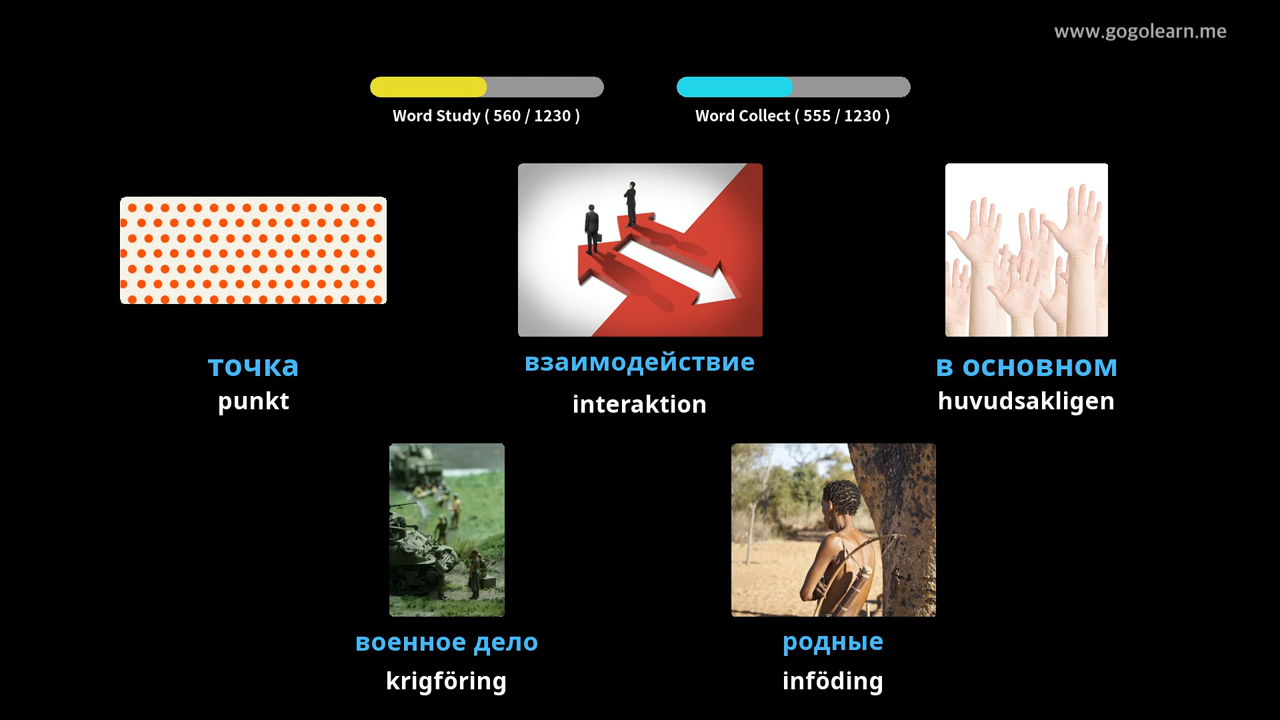 www.gogolearn.me
Word Study ( 560 / 1230 )
Word Collect ( 555 / 1230 )
точка
punkt
взаимодействие
interaktion
в основном
huvudsakligen
военное дело
krigföring
родные
inföding